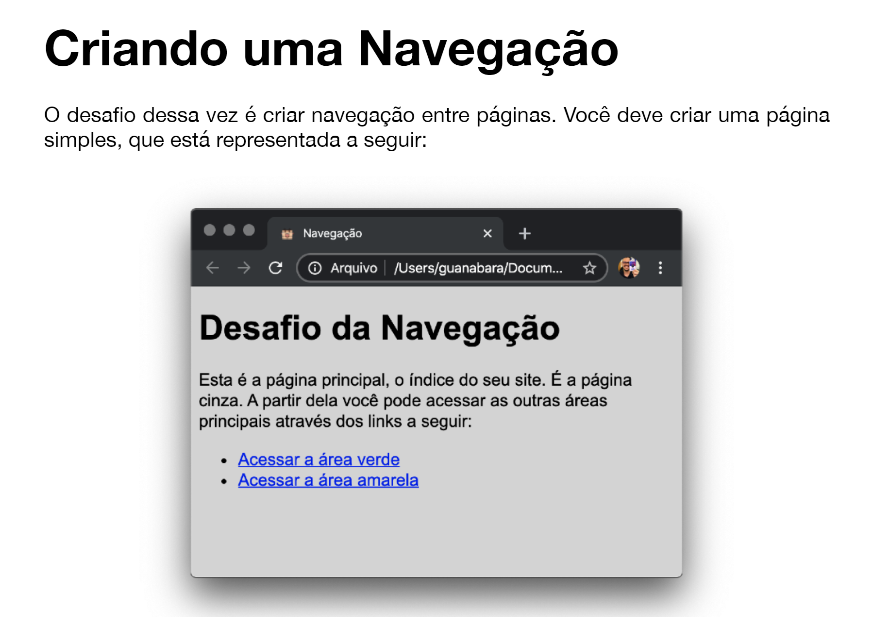 Criando uma Navegação
O desafio dessa vez é criar navegação entre páginas. Você deve criar uma página
simples, que está representada a seguir:
Navegação
Arquivo | /Users/guanabara/Docum...
Desafio da Navegação
Esta é a página principal, o índice do seu site. É a página
cinza. A partir dela você pode acessar as outras áreas
principais através dos links a seguir:
• Acessar a área verde
• Acessar a área amarela